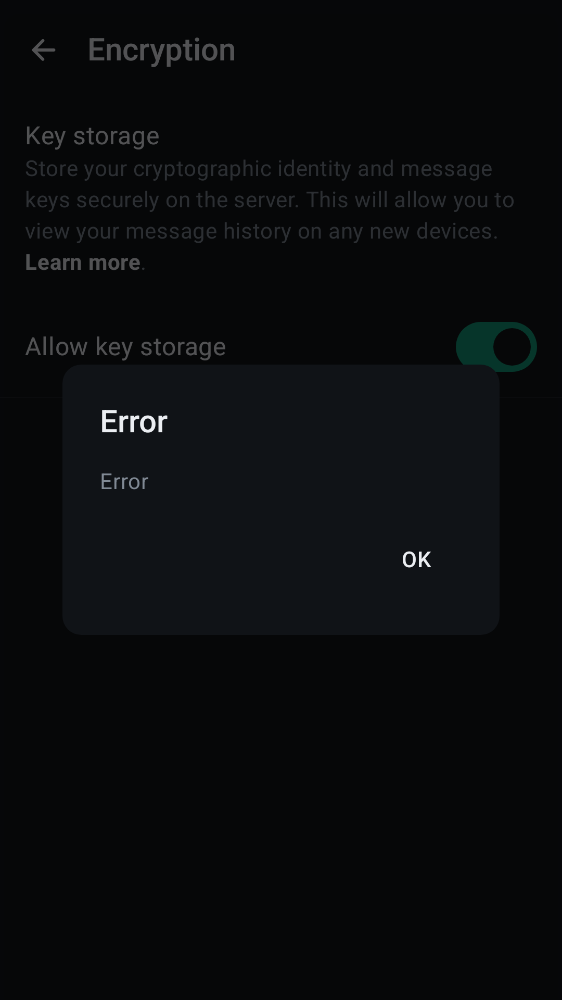 Encryption
Key storage
Store your cryptographic identity and message
keys securely on the server. This will allow you to
view your message history on any new devices.
Learn more.
Allow key storage
Error
Error
OK